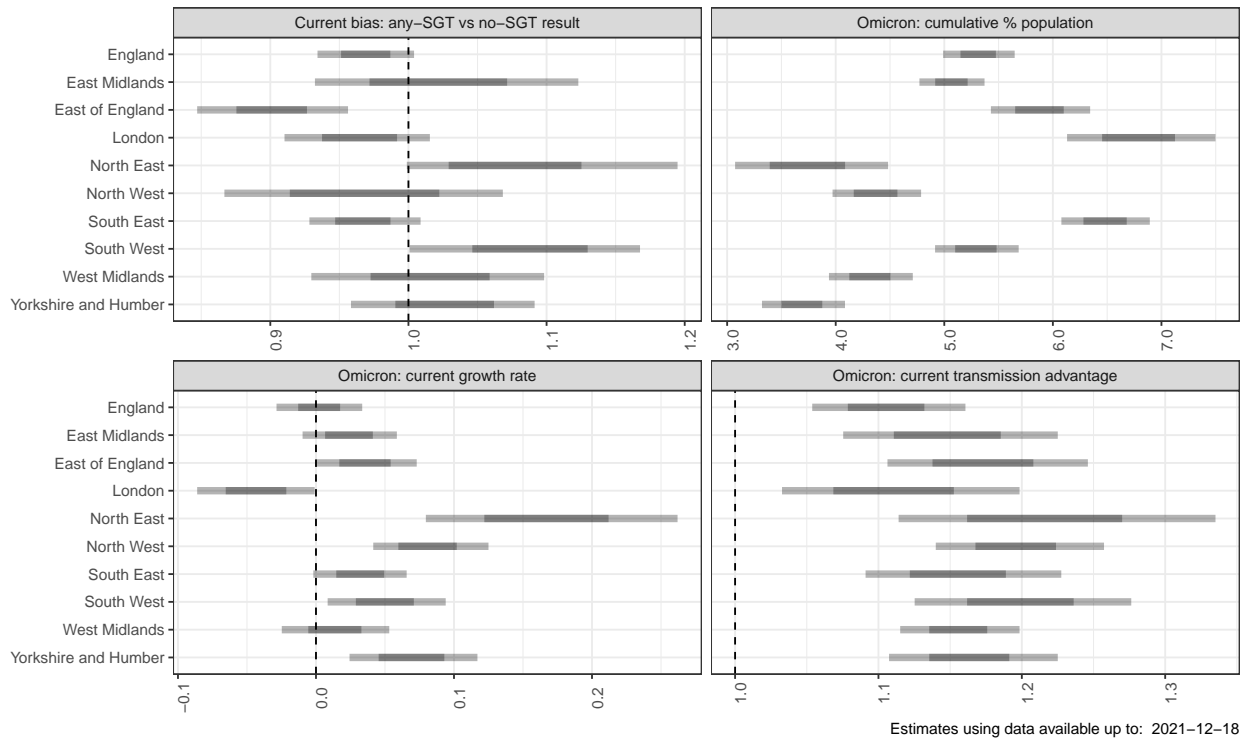 Current bias: any−SGT vs no−SGT result
Omicron: cumulative % population
England
East Midlands
East of England
London
North East
North West
South East
South West
West Midlands
Yorkshire and Humber
0.9
1.0
1.1
1.2
3.0
4.0
5.0
6.0
7.0
Omicron: current growth rate
Omicron: current transmission advantage
England
East Midlands
East of England
London
North East
North West
South East
South West
West Midlands
Yorkshire and Humber
−0.1
0.0
0.1
0.2
1.0
1.1
1.2
1.3
Estimates using data available up to: 2021−12−18